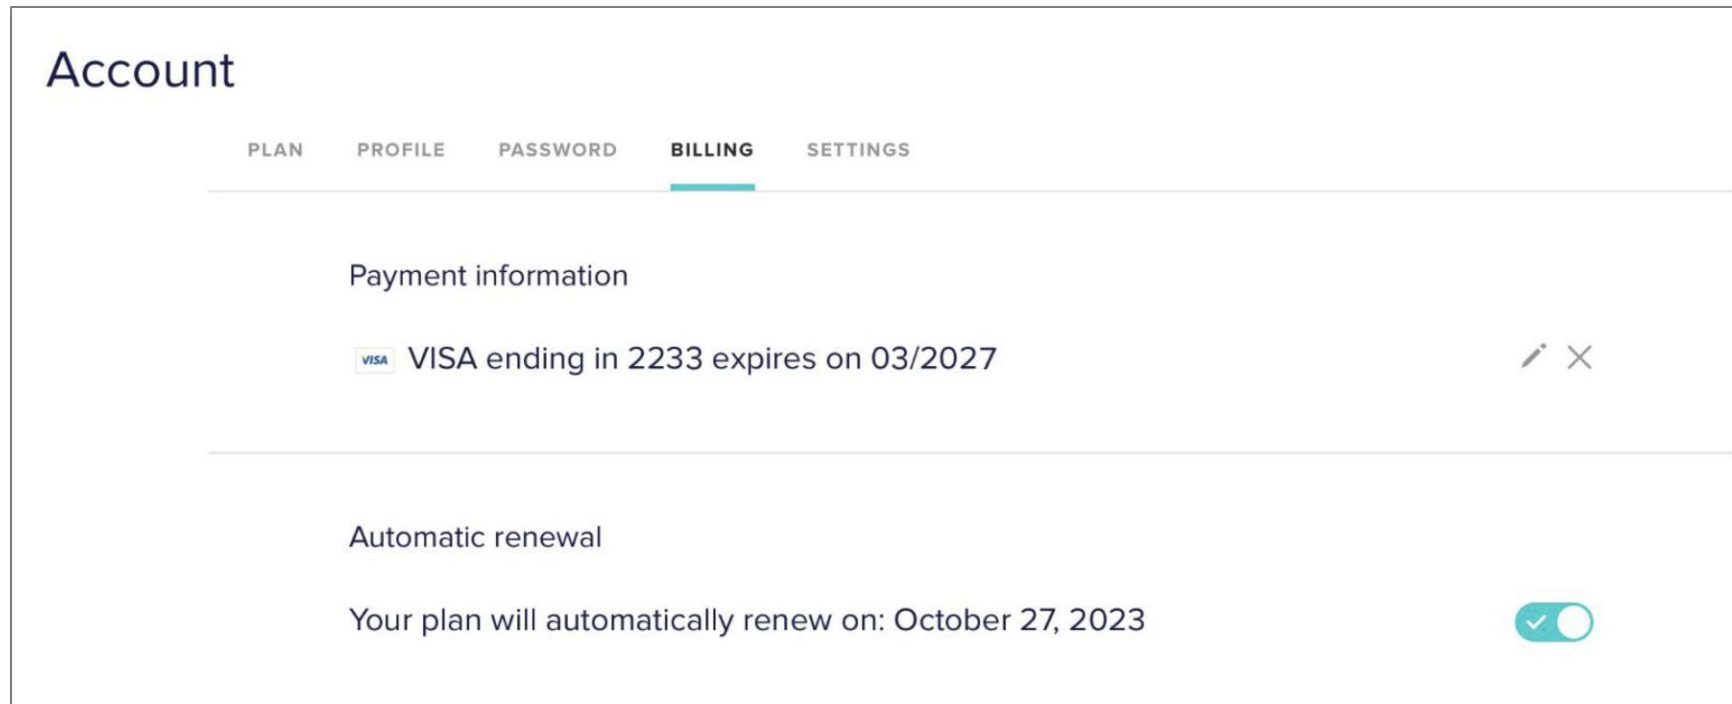 Account
PLAN PROFILE PASSWORD BILLING SETTINGS
Payment information
VISA VISA ending in 2233 expires on 03/2027
Automatic renewal
Your plan will automatically renew on: October 27, 2023